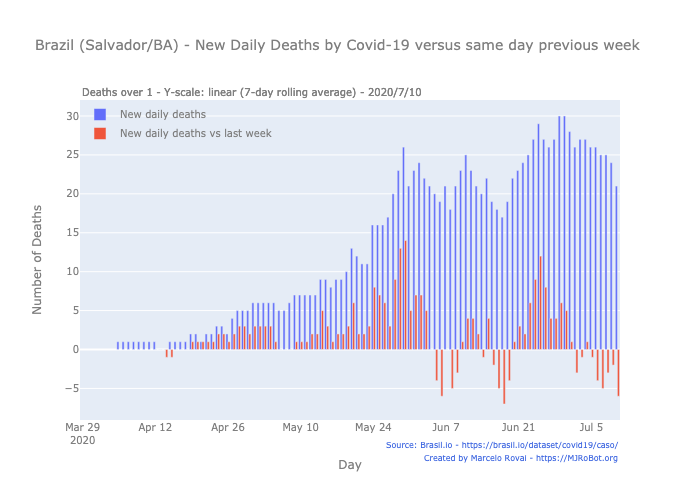 Brazil (Salvador/BA) - New Daily Deaths by Covid-19 versus same day previous week
Deaths over 1 - Y-scale: linear (7-day rolling average) - 2020/7/10
New daily deaths
New daily deaths vs last week
Number of Deaths
30
25
20
15
10
5
0
−5
Mar 29
2020
Apr 12
Apr 26
May 10
May 24
Jun 7
Jun 21
Jul 5
Source: Brasil.io - https://brasil.io/dataset/covid19/caso/
Created by Marcelo Rovai - https://MJRoBot.org
Day